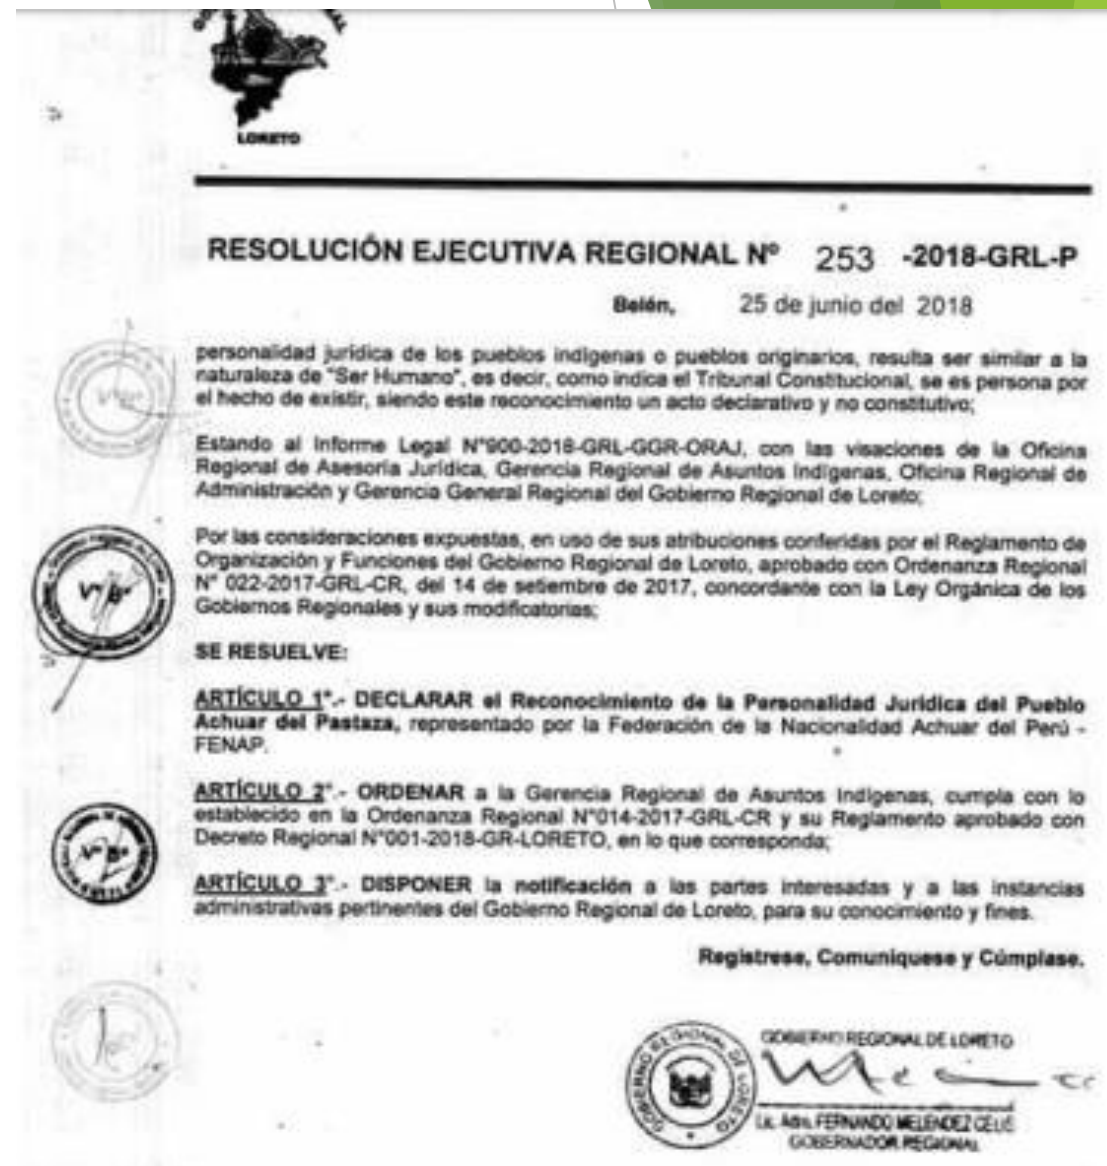 LORETO
RESOLUCIÓN EJECUTIVA REGIONAL Nº 253 -2018-GRL-P
Belén, 25 de junio del 2018
personalidad jurídica de los pueblos indígenas o pueblos originarios, resulta ser similar a la
naturaleza de "Ser Humano", es decir, como indica el Tribunal Constitucional, se es persona por
el hecho de existir, siendo este reconocimiento un acto declarativo y no constitutivo;
Estando al Informe Legal N°900-2018-GRL-GGR-ORAJ, con las visaciones de la Oficina
Regional de Asesoría Jurídica, Gerencia Regional de Asuntos Indígenas, Oficina Regional de
Administración y Gerencia General Regional del Gobierno Regional de Loreto;
Por las consideraciones expuestas, en uso de sus atribuciones conferidas por el Reglamento de
Organización y Funciones del Gobierno Regional de Loreto, aprobado con Ordenanza Regional
N° 022-2017-GRL-CR, del 14 de setiembre de 2017, concordante con la Ley Orgánica de los
Gobiernos Regionales y sus modificatorias;
SE RESUELVE:
ARTÍCULO 1°.- DECLARAR el Reconocimiento de la Personalidad Jurídica del Pueblo
Achuar del Pastaza, representado por la Federación de la Nacionalidad Achuar del Perú -
FENAP.
ARTÍCULO 2°.- ORDENAR a la Gerencia Regional de Asuntos Indígenas, cumpla con lo
establecido en la Ordenanza Regional N°014-2017-GRL-CR y su Reglamento aprobado con
Decreto Regional N°001-2018-GR-LORETO, en lo que corresponda;
ARTÍCULO 3°.- DISPONER la notificación a las partes interesadas y a las instancias
administrativas pertinentes del Gobierno Regional de Loreto, para su conocimiento y fines.
Regístrese, Comuníquese y Cúmplase.
V°B°
V°B°
GOBIERNO REGIONAL DE LORETO
GOBIERNO REGIONAL DE LORETO
Lic. Adm. FERNANDO MELENDEZ CELIS
GOBERNADOR REGIONAL